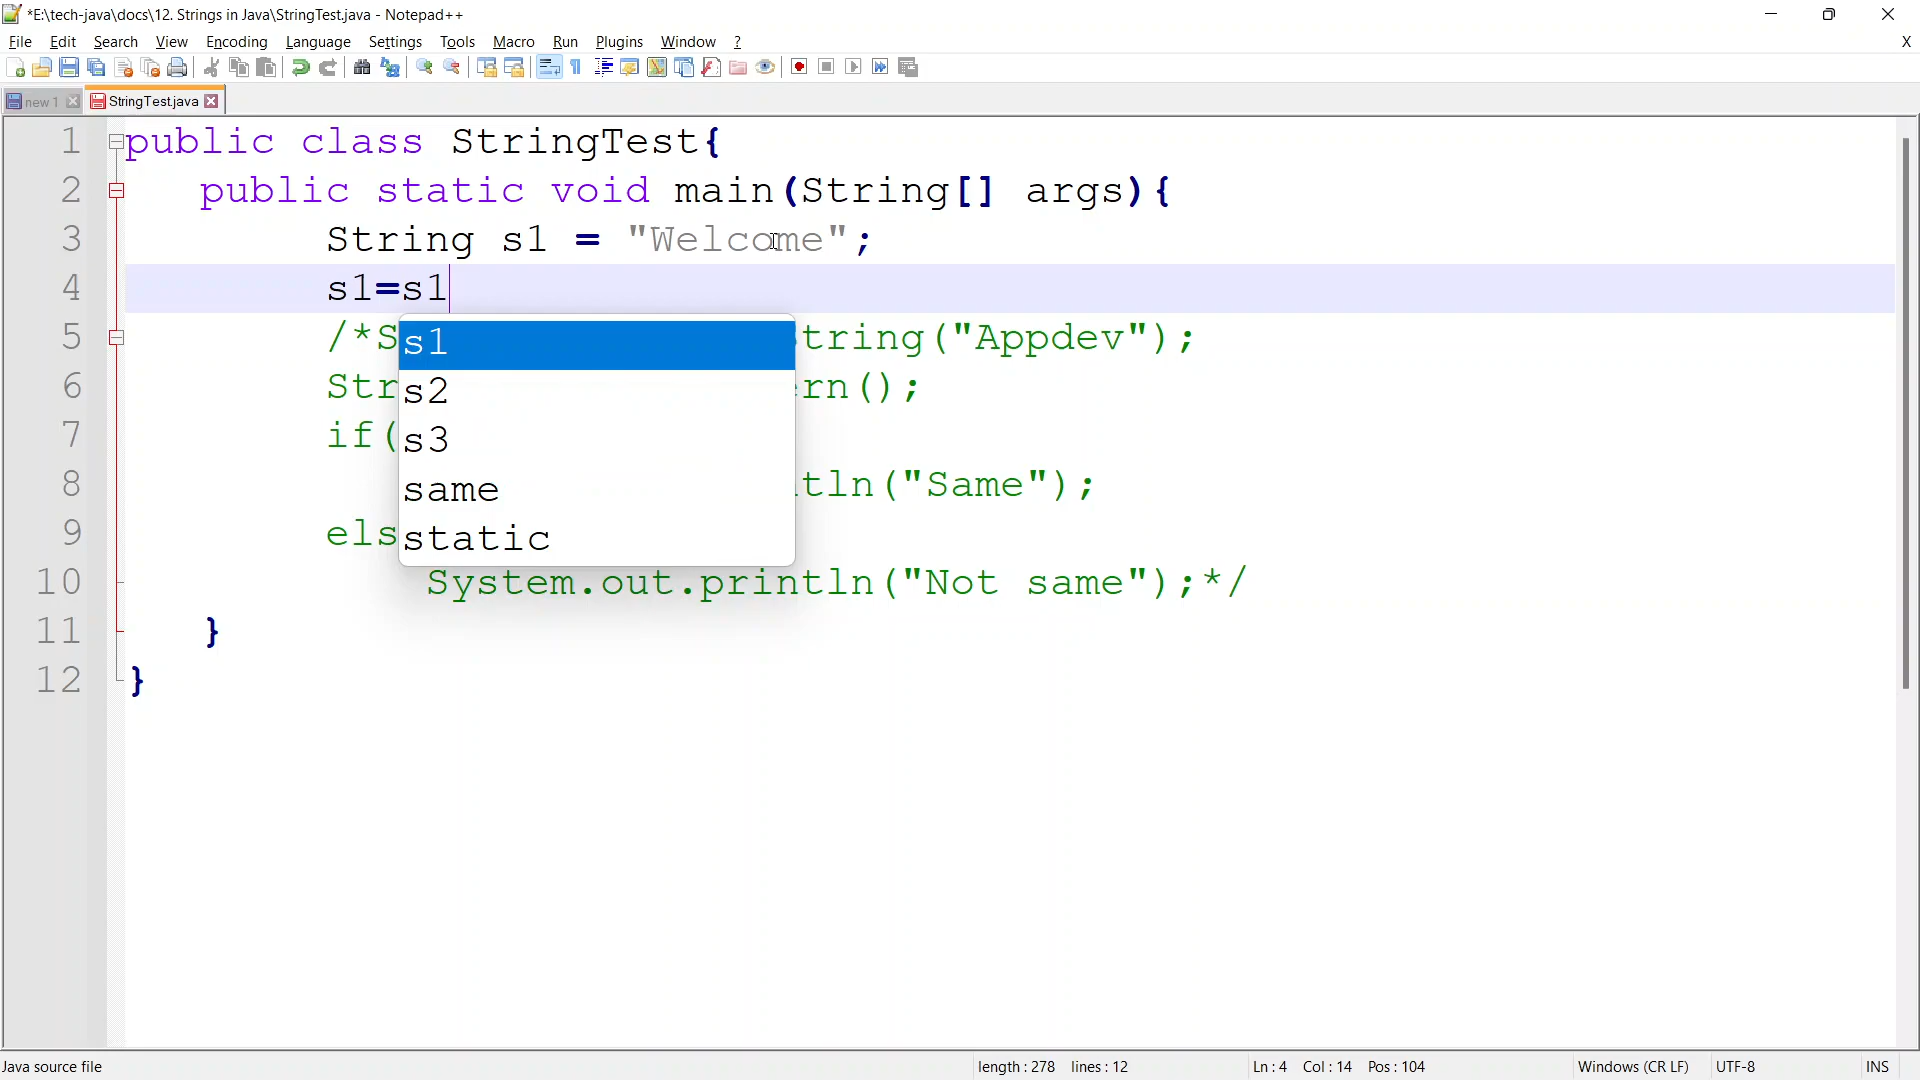 *E:\tech-java\docs\12. Strings in Java\StringTest.java - Notepad++
File Edit Search View Encoding Language Settings Tools Macro Run Plugins Window ? X
new 1 StringTest.java
1 public class StringTest{
2 public static void main(String[] args){
3 String s1 = "Welcome";
4 s1=s1
5 /*S tring("Appdev");
s1
6 Str rn();
s2
7 if(
s3
8 tln("Same");
same
9 els
static
10 System.out.println("Not same");*/
11 }
12 }
Java source file length : 278 lines : 12 Ln : 4 Col : 14 Pos : 104 Windows (CR LF) UTF-8 INS